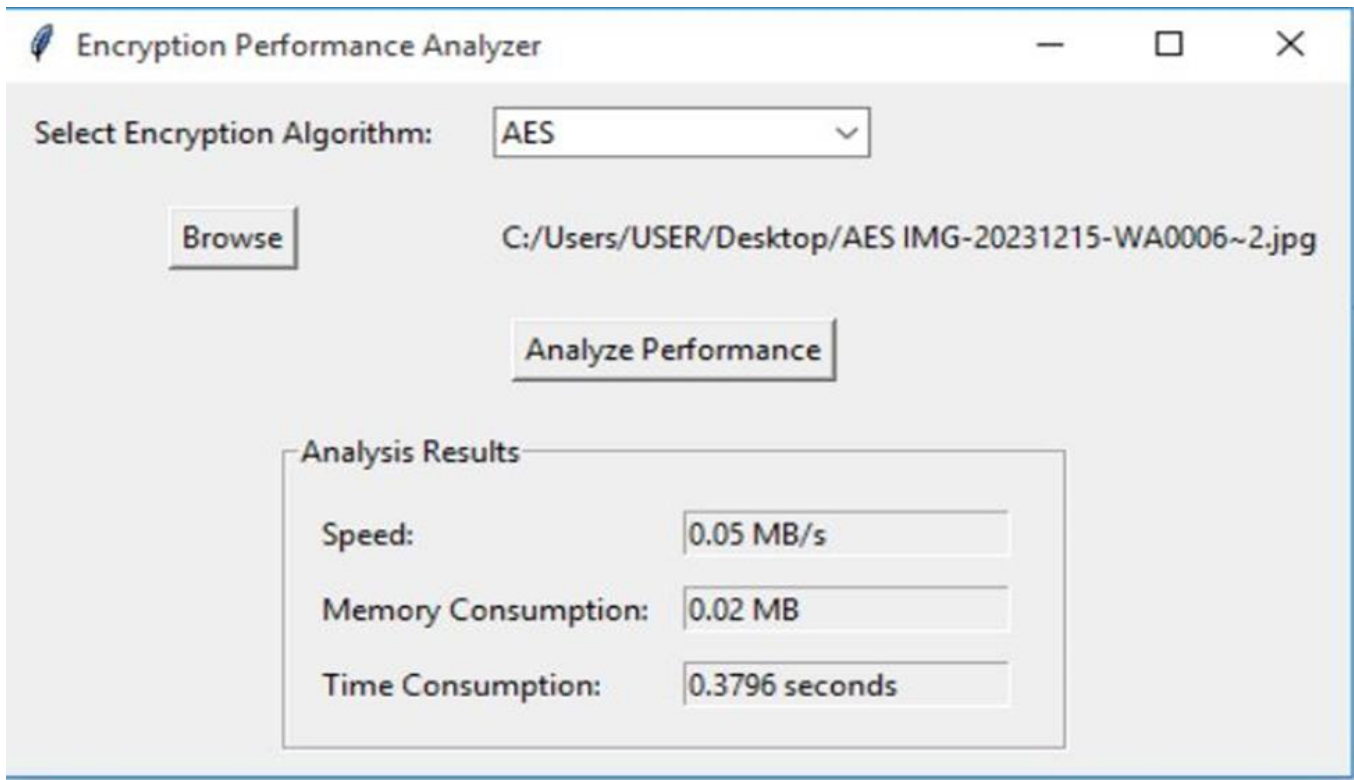 Encryption Performance Analyzer
Select Encryption Algorithm: AES
Browse C:/Users/USER/Desktop/AES IMG-20231215-WA0006~2.jpg
Analyze Performance
Analysis Results
Speed: 0.05 MB/s
Memory Consumption: 0.02 MB
Time Consumption: 0.3796 seconds